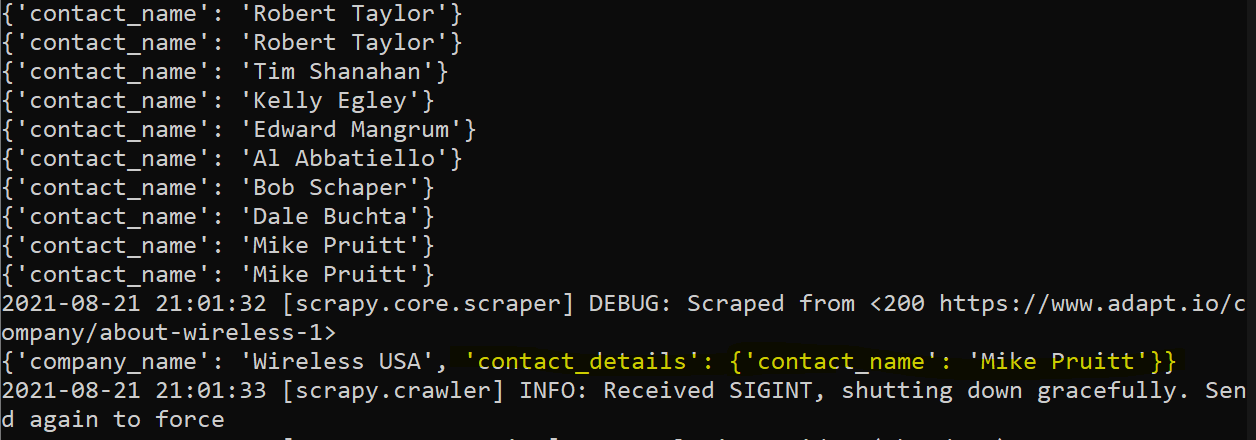 {'contact_name': 'Robert Taylor'}
{'contact_name': 'Robert Taylor'}
{'contact_name': 'Tim Shanahan'}
{'contact_name': 'Kelly Egley'}
{'contact_name': 'Edward Mangrum'}
{'contact_name': 'Al Abbatiello'}
{'contact_name': 'Bob Schaper'}
{'contact_name': 'Dale Buchta'}
{'contact_name': 'Mike Pruitt'}
{'contact_name': 'Mike Pruitt'}
2021-08-21 21:01:32 [scrapy.core.scraper] DEBUG: Scraped from <200 https://www.adapt.io/c
ompany/about-wireless-1>
{'company_name': 'Wireless USA', 'contact_details': {'contact_name': 'Mike Pruitt'}}
2021-08-21 21:01:33 [scrapy.crawler] INFO: Received SIGINT, shutting down gracefully. Sen
d again to force